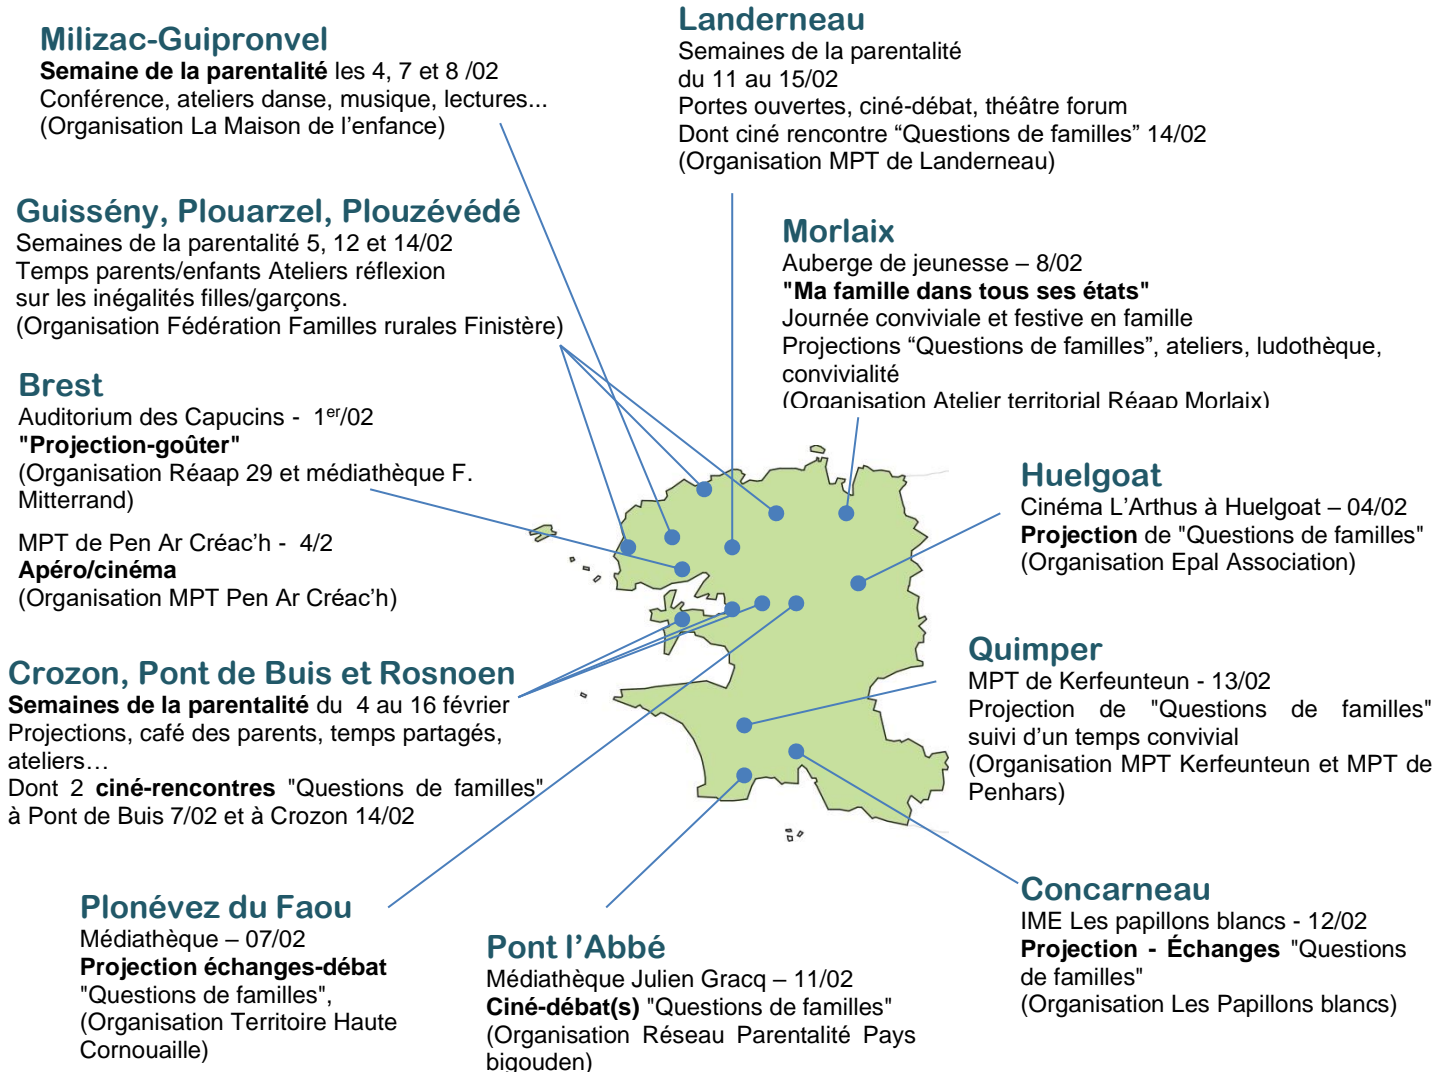 Milizac-Guipronvel
Semaine de la parentalité les 4, 7 et 8 /02
Conférence, ateliers danse, musique, lectures...
(Organisation La Maison de l'enfance)
Landerneau
Semaines de la parentalité
du 11 au 15/02
Portes ouvertes, ciné-débat, théâtre forum
Dont ciné rencontre “Questions de familles” 14/02
(Organisation MPT de Landerneau)
Guissény, Plouarzel, Plouzévédé
Semaines de la parentalité 5, 12 et 14/02
Temps parents/enfants Ateliers réflexion
sur les inégalités filles/garçons.
(Organisation Fédération Familles rurales Finistère)
Morlaix
Auberge de jeunesse – 8/02
"Ma famille dans tous ses états"
Journée conviviale et festive en famille
Projections “Questions de familles”, ateliers, ludothèque,
convivialité
(Organisation Atelier territorial Réaap Morlaix)
Brest
Auditorium des Capucins - 1er/02
"Projection-goûter"
(Organisation Réaap 29 et médiathèque F.
Mitterrand)
MPT de Pen Ar Créac'h - 4/2
Apéro/cinéma
(Organisation MPT Pen Ar Créac'h)
Huelgoat
Cinéma L'Arthus à Huelgoat – 04/02
Projection de "Questions de familles"
(Organisation Epal Association)
Crozon, Pont de Buis et Rosnoen
Semaines de la parentalité du 4 au 16 février
Projections, café des parents, temps partagés,
ateliers…
Dont 2 ciné-rencontres "Questions de familles"
à Pont de Buis 7/02 et à Crozon 14/02
Quimper
MPT de Kerfeunteun - 13/02
Projection de "Questions de familles"
suivi d'un temps convivial
(Organisation MPT Kerfeunteun et MPT de
Penhars)
Plonévez du Faou
Médiathèque – 07/02
Projection échanges-débat
"Questions de familles",
(Organisation Territoire Haute
Cornouaille)
Pont l'Abbé
Médiathèque Julien Gracq – 11/02
Ciné-débat(s) "Questions de familles"
(Organisation Réseau Parentalité Pays
bigouden)
Concarneau
IME Les papillons blancs - 12/02
Projection - Échanges "Questions
de familles"
(Organisation Les Papillons blancs)